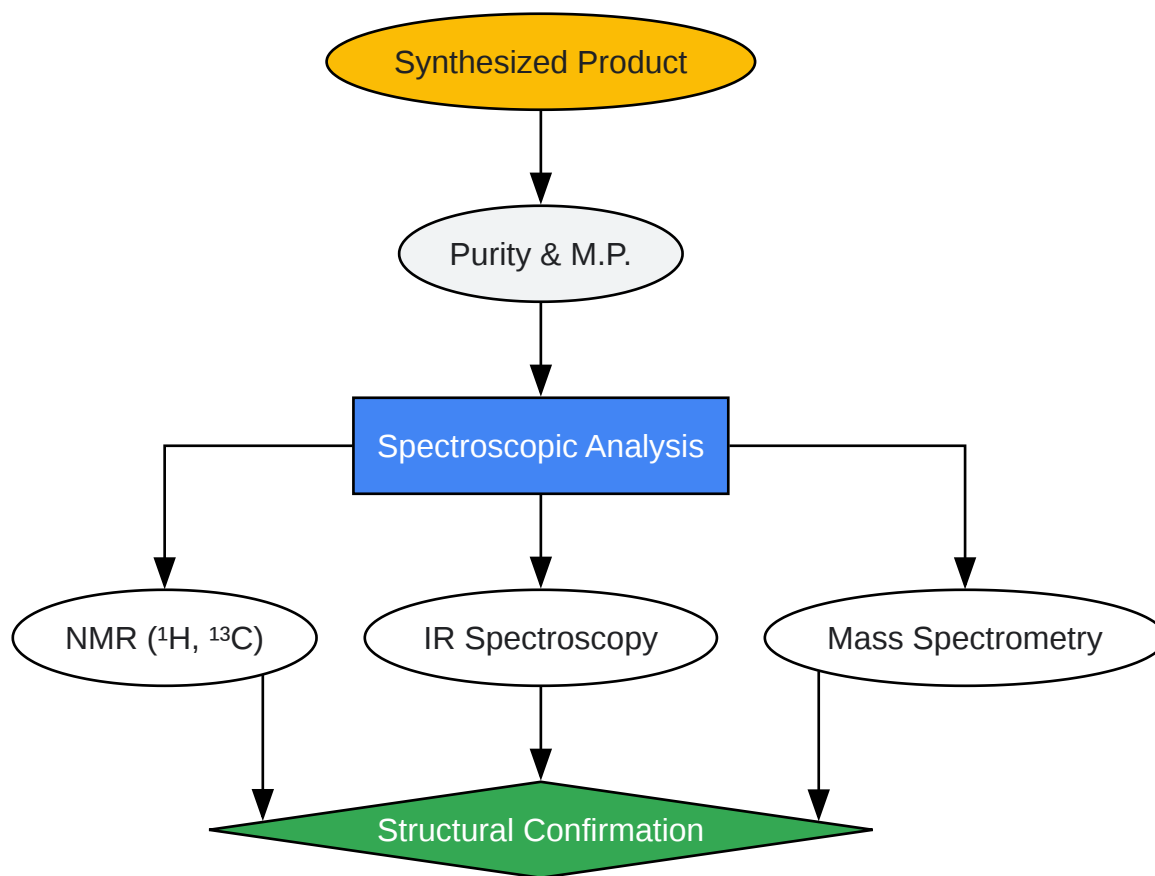 Synthesized Product
Purity & M.P.
Spectroscopic Analysis
NMR (¹H, ¹³C)
IR Spectroscopy
Mass Spectrometry
Structural Confirmation